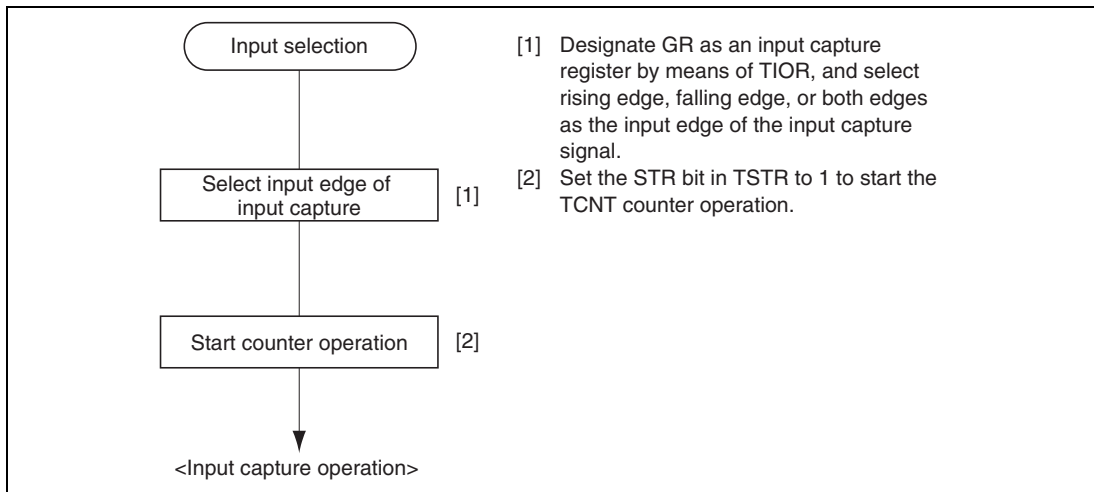 Input selection
Select input edge of
input capture
[1]
Start counter operation
[2]
<Input capture operation>
[1] Designate GR as an input capture
register by means of TIOR, and select
rising edge, falling edge, or both edges
as the input edge of the input capture
signal.
[2] Set the STR bit in TSTR to 1 to start the
TCNT counter operation.